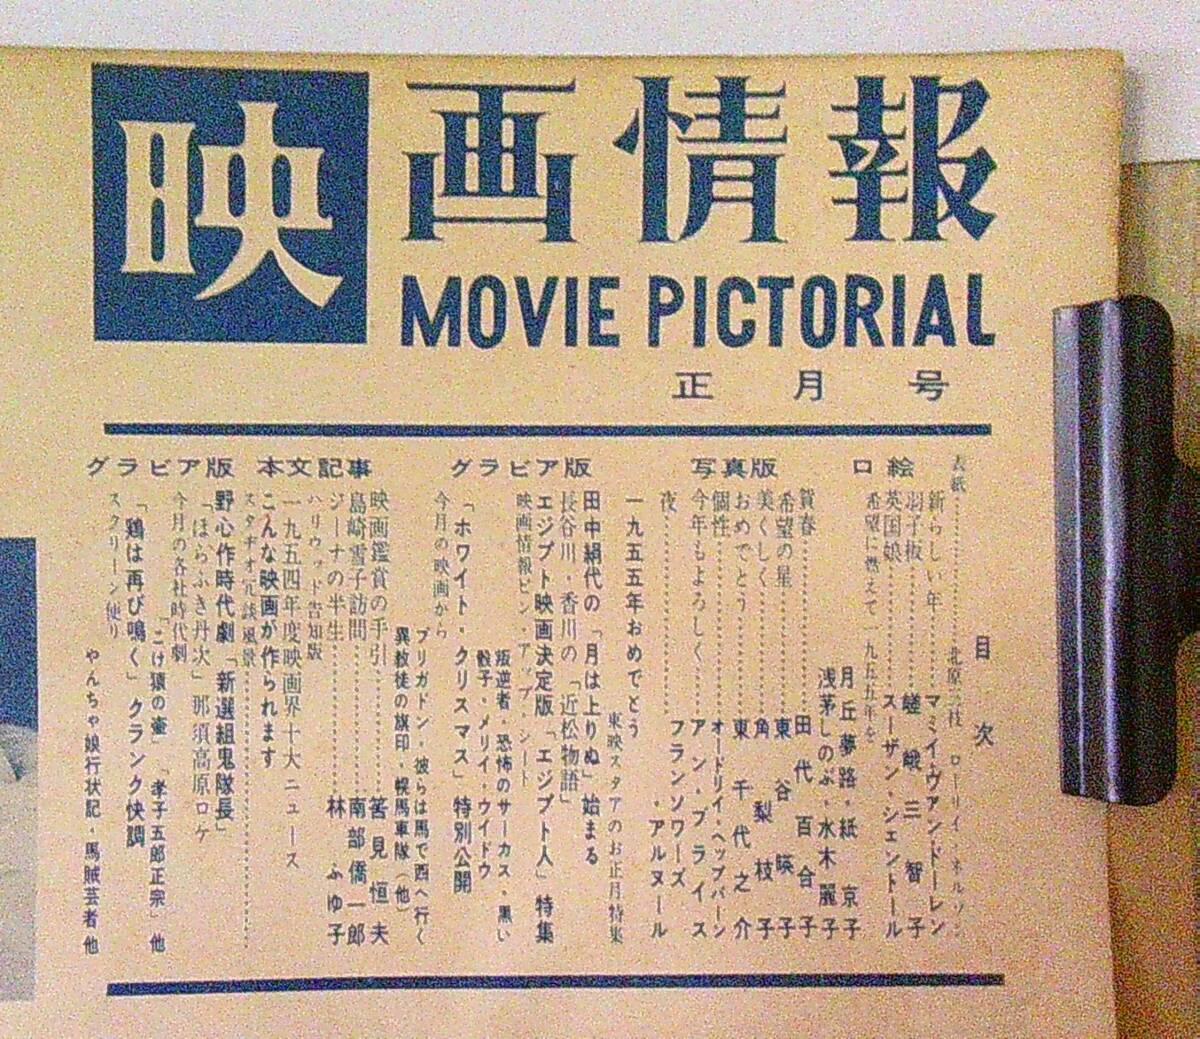 映画情報
MOVIE PICTORIAL
正月号
目次
表紙……………北原三枝 ローリイ・ネルソン
口絵
新らしい年……マミイ・ヴァンドーレン
羽子板……嵯峨三智子
英国娘……スーザン・シエントール
希望に燃えて一九五五年を
月丘夢路・紙京子
浅茅しのぶ・水木麗子
写真版
賀春……田代百合子
希望の星……東谷暎子
美くしく……角梨枝子
おめでとう……東千代之介
個性……オードリイ・ヘップバーン
今年もよろしく……アン・ブライス
夜……フランソワーズ・アルヌール
一九五五年おめでとう
東映スタアのお正月特集
グラビア版
田中絹代の「月は上りぬ」始まる
長谷川・香川の「近松物語」
エジプト映画決定版「エジプト人」特集
映画情報ピン・アップ・シート
叛逆者・恐怖のサーカス・黒い
骰子・メリイ・ウイドウ
「ホワイト・クリスマス」特別公開
今月の映画から
ブリガドン・彼らは馬で西へ行く
異教徒の旗印・幌馬車隊(他)
本文記事
映画鑑賞の手引……筈見恒夫
島崎雪子訪問……南部僑一郎
ジーナの半生……林ふゆ子
ハリウッド告知版
一九五四年度映画界十大ニュース
こんな映画が作られます
スタヂオ冗談風景……………
グラビア版
野心作時代劇「新選組鬼隊長」
「ほらふき丹次」那須高原ロケ
今月の各社時代劇
「こけ猿の壷」「孝子五郎正宗」他
「鶏は再び鳴く」クランク快調
スクリーン便り
やんちゃ娘行状記・馬賊芸者他